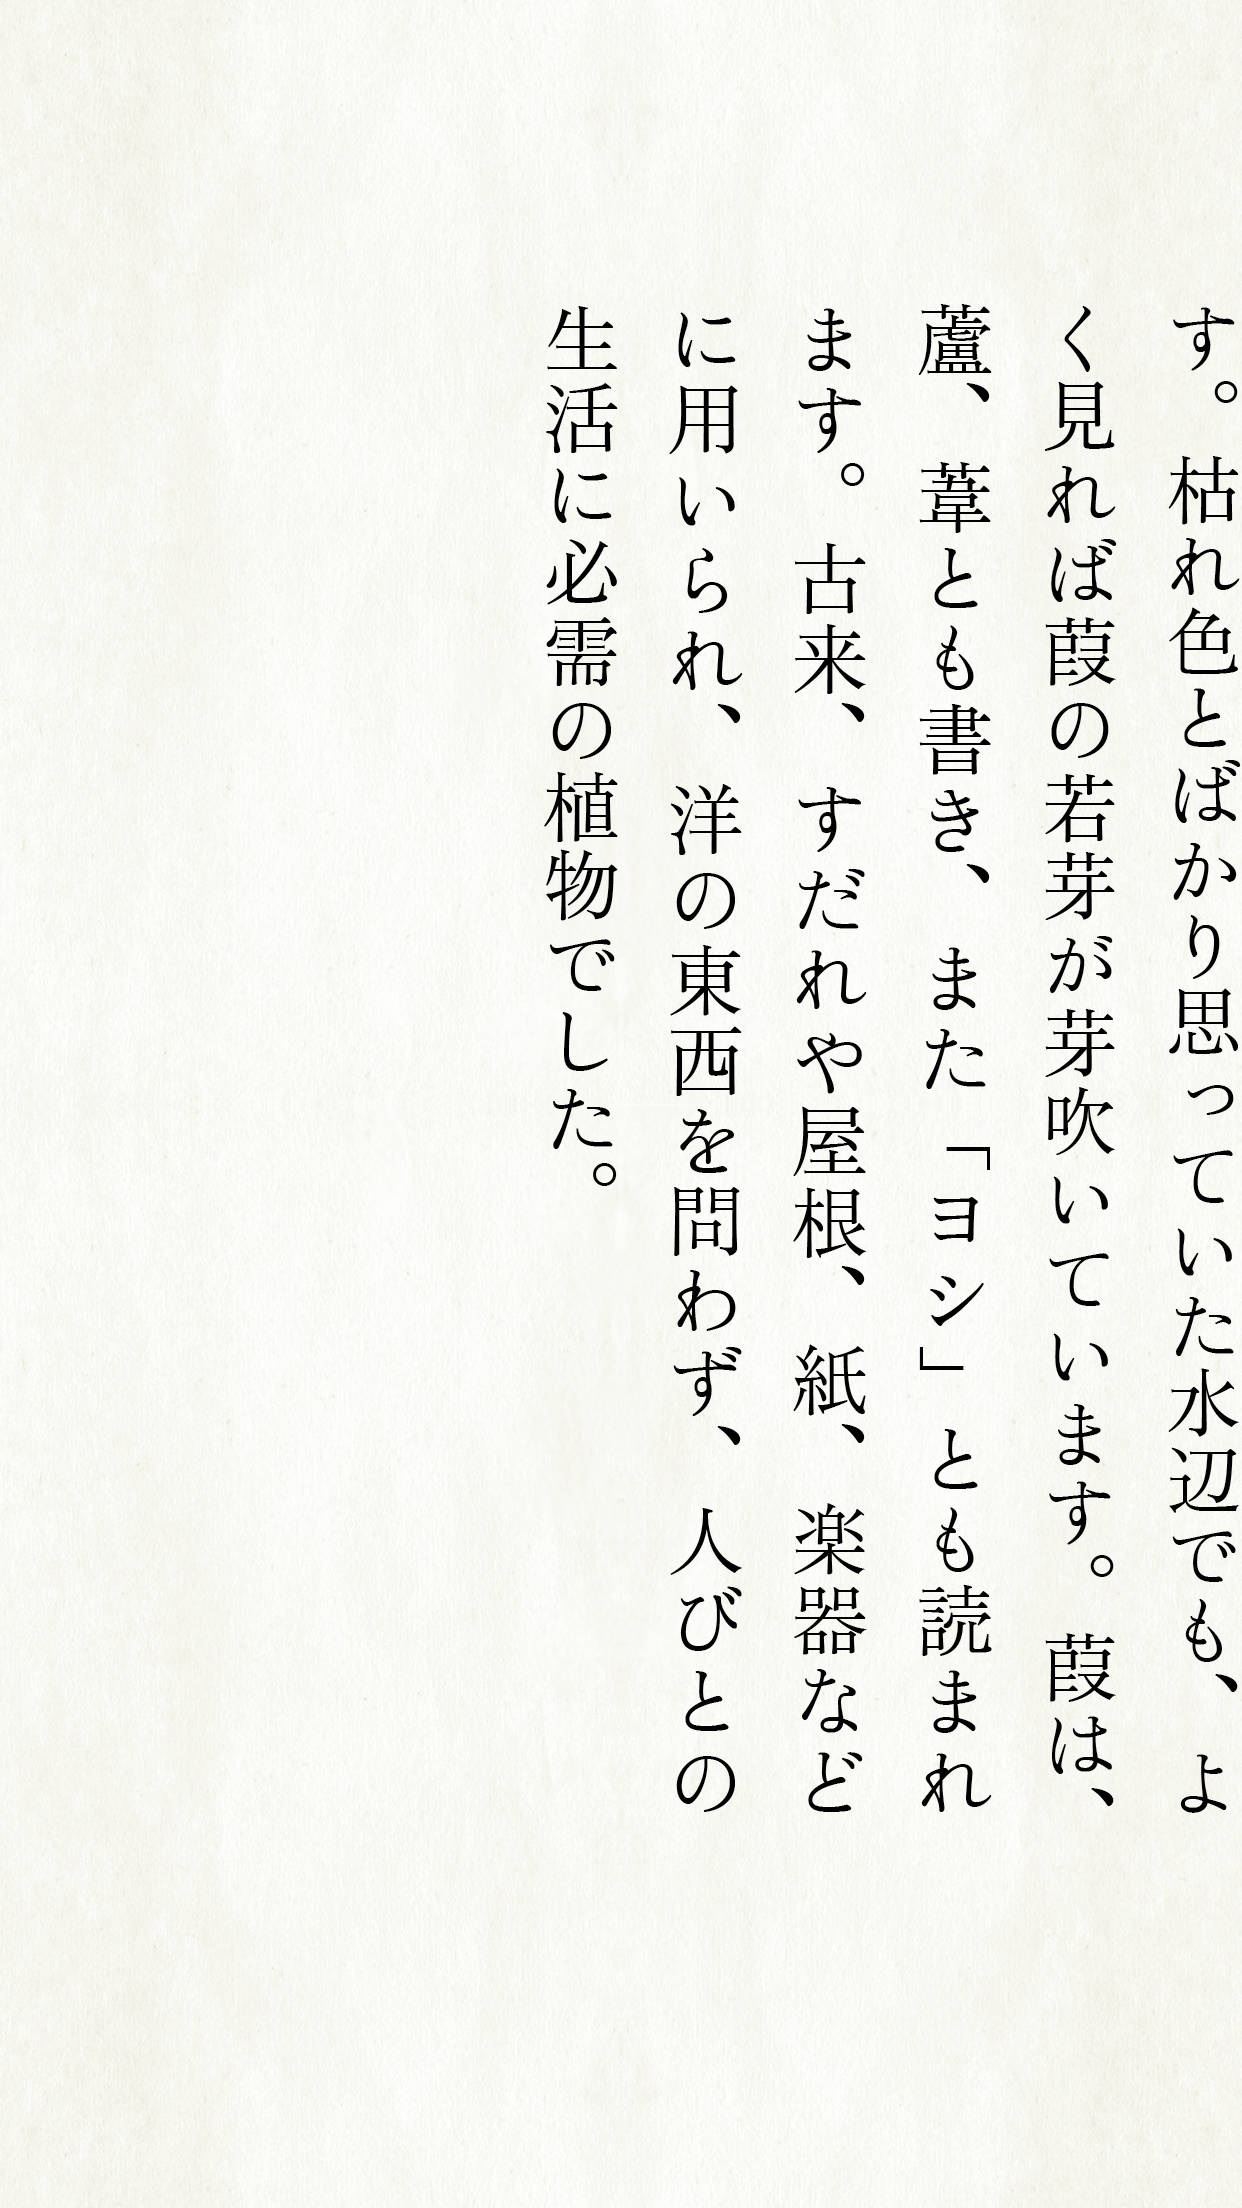 す。枯れ色とばかり思っていた水辺でも、よ
く見れば葭の若芽が芽吹いています。葭は、
蘆、葦とも書き、また「ヨシ」とも読まれ
ます。古来、すだれや屋根、紙、楽器など
に用いられ、洋の東西を問わず、人びとの
生活に必需の植物でした。